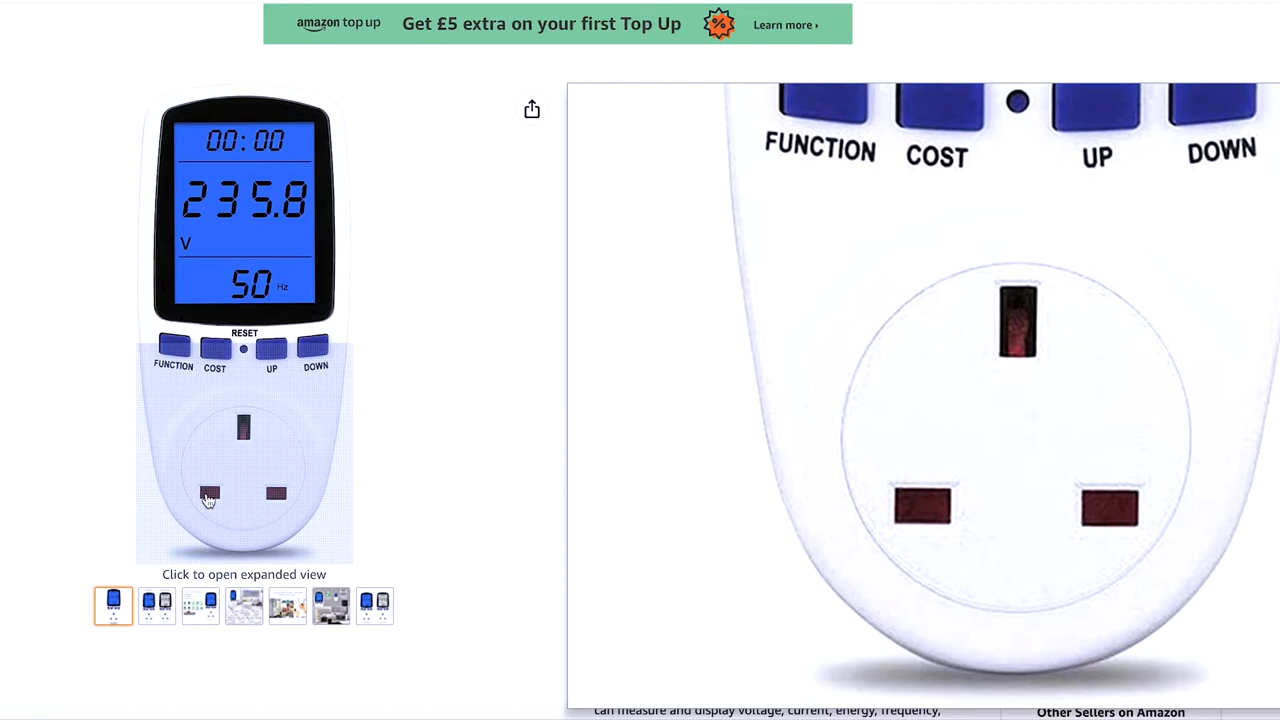 amazon top up Get £5 extra on your first Top Up % Learn more ›
00:00
235.8
V
50 Hz
RESET
FUNCTION COST UP DOWN
Click to open expanded view
FUNCTION COST UP DOWN
can measure and display voltage, current, energy, frequency,
Other Sellers on Amazon